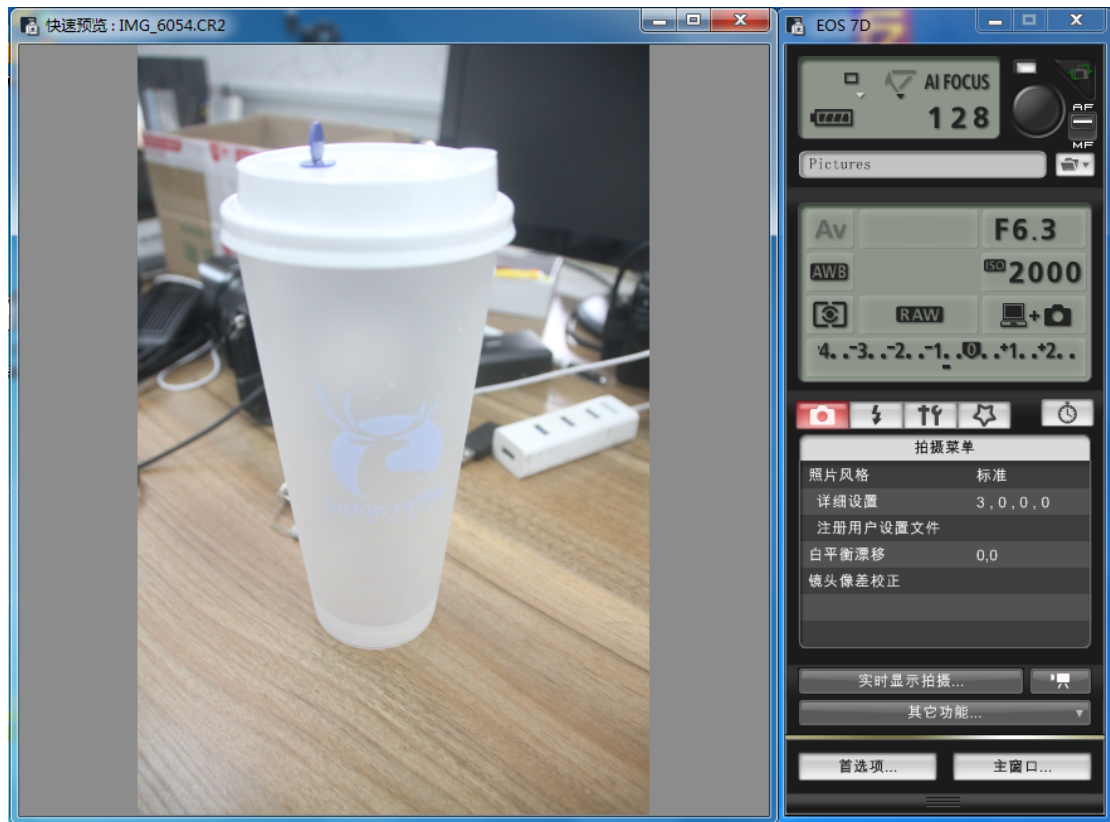 快速预览 : IMG_6054.CR2
EOS 7D
AI FOCUS
128
AF
MF
Pictures
Av
F6.3
AWB
ISO 2000
RAW
+
4. .-3. .-2. .-1. .0. .+1. .+2. .
拍摄菜单
照片风格 标准
详细设置 3 , 0 , 0 , 0
注册用户设置文件
白平衡漂移 0,0
镜头像差校正
实时显示拍摄...
其它功能...
首选项...
主窗口...